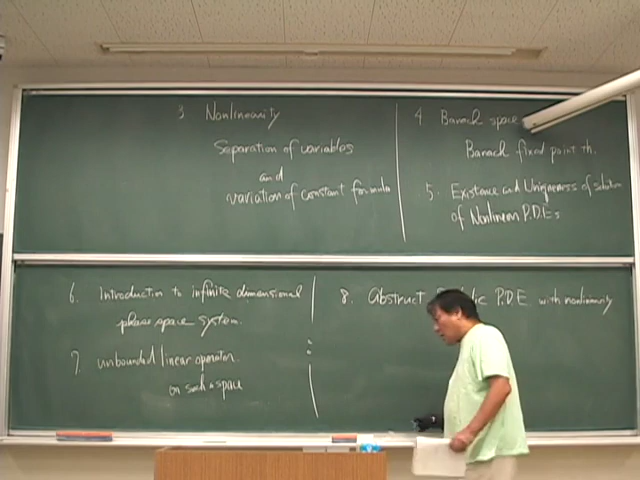 3 Nonlinearity
Separation of variables
and
variation of constant formula
4 Banach space
Banach fixed point th.
5. Existence and Uniqueness of solution
of Nonlinear P.D.Es
6. Introduction to infinite dimensional
phase space system.
7. unbounded linear operator
on such a space
8. Abstract P.D.E with nonlinearity